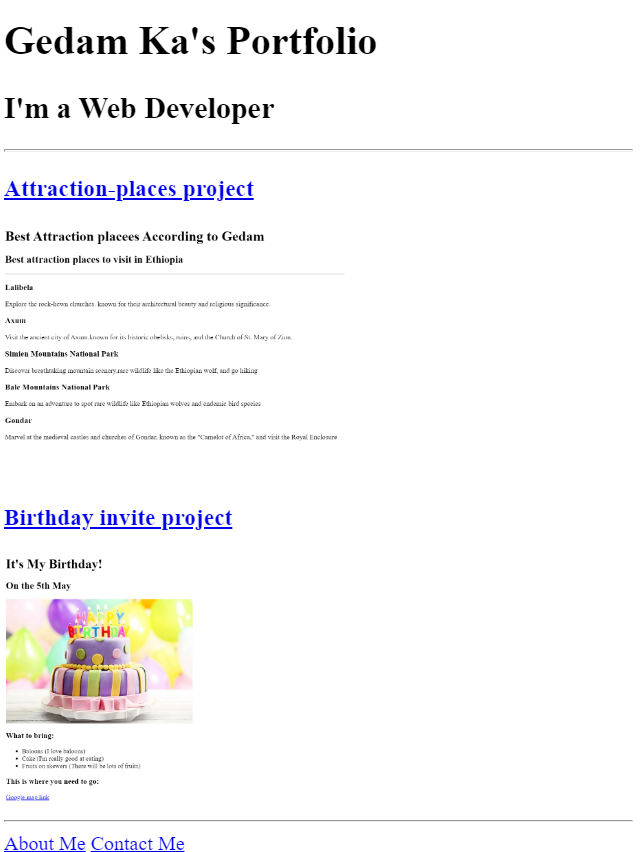 Gedam Ka's Portfolio
I'm a Web Developer
Attraction-places project
Best Attraction placees According to Gedam
Best attraction places to visit in Ethiopia
Lalibela
Explore the rock-hewn churches. known for their architectural beauty and religious significance.
Axum
Visit the ancient city of Axum.known for its historic obelisks, ruins, and the Church of St. Mary of Zion.
Simien Mountains National Park
Discover breathtaking mountain scenery.rare wildlife like the Ethiopian wolf, and go hiking
Bale Mountains National Park
Embark on an adventure to spot rare wildlife like Ethiopian wolves and endemic bird species
Gondar
Marvel at the medieval castles and churches of Gondar, known as the "Camelot of Africa," and visit the Royal Enclosure
Birthday invite project
It's My Birthday!
On the 5th May
HAPPY
BIRTHDAY
What to bring:
Baloons (I love baloons)
Cake (I'm really good at eating)
Fruits on skewers (There will be lots of fruits)
This is where you need to go:
Google map link
About Me Contact Me